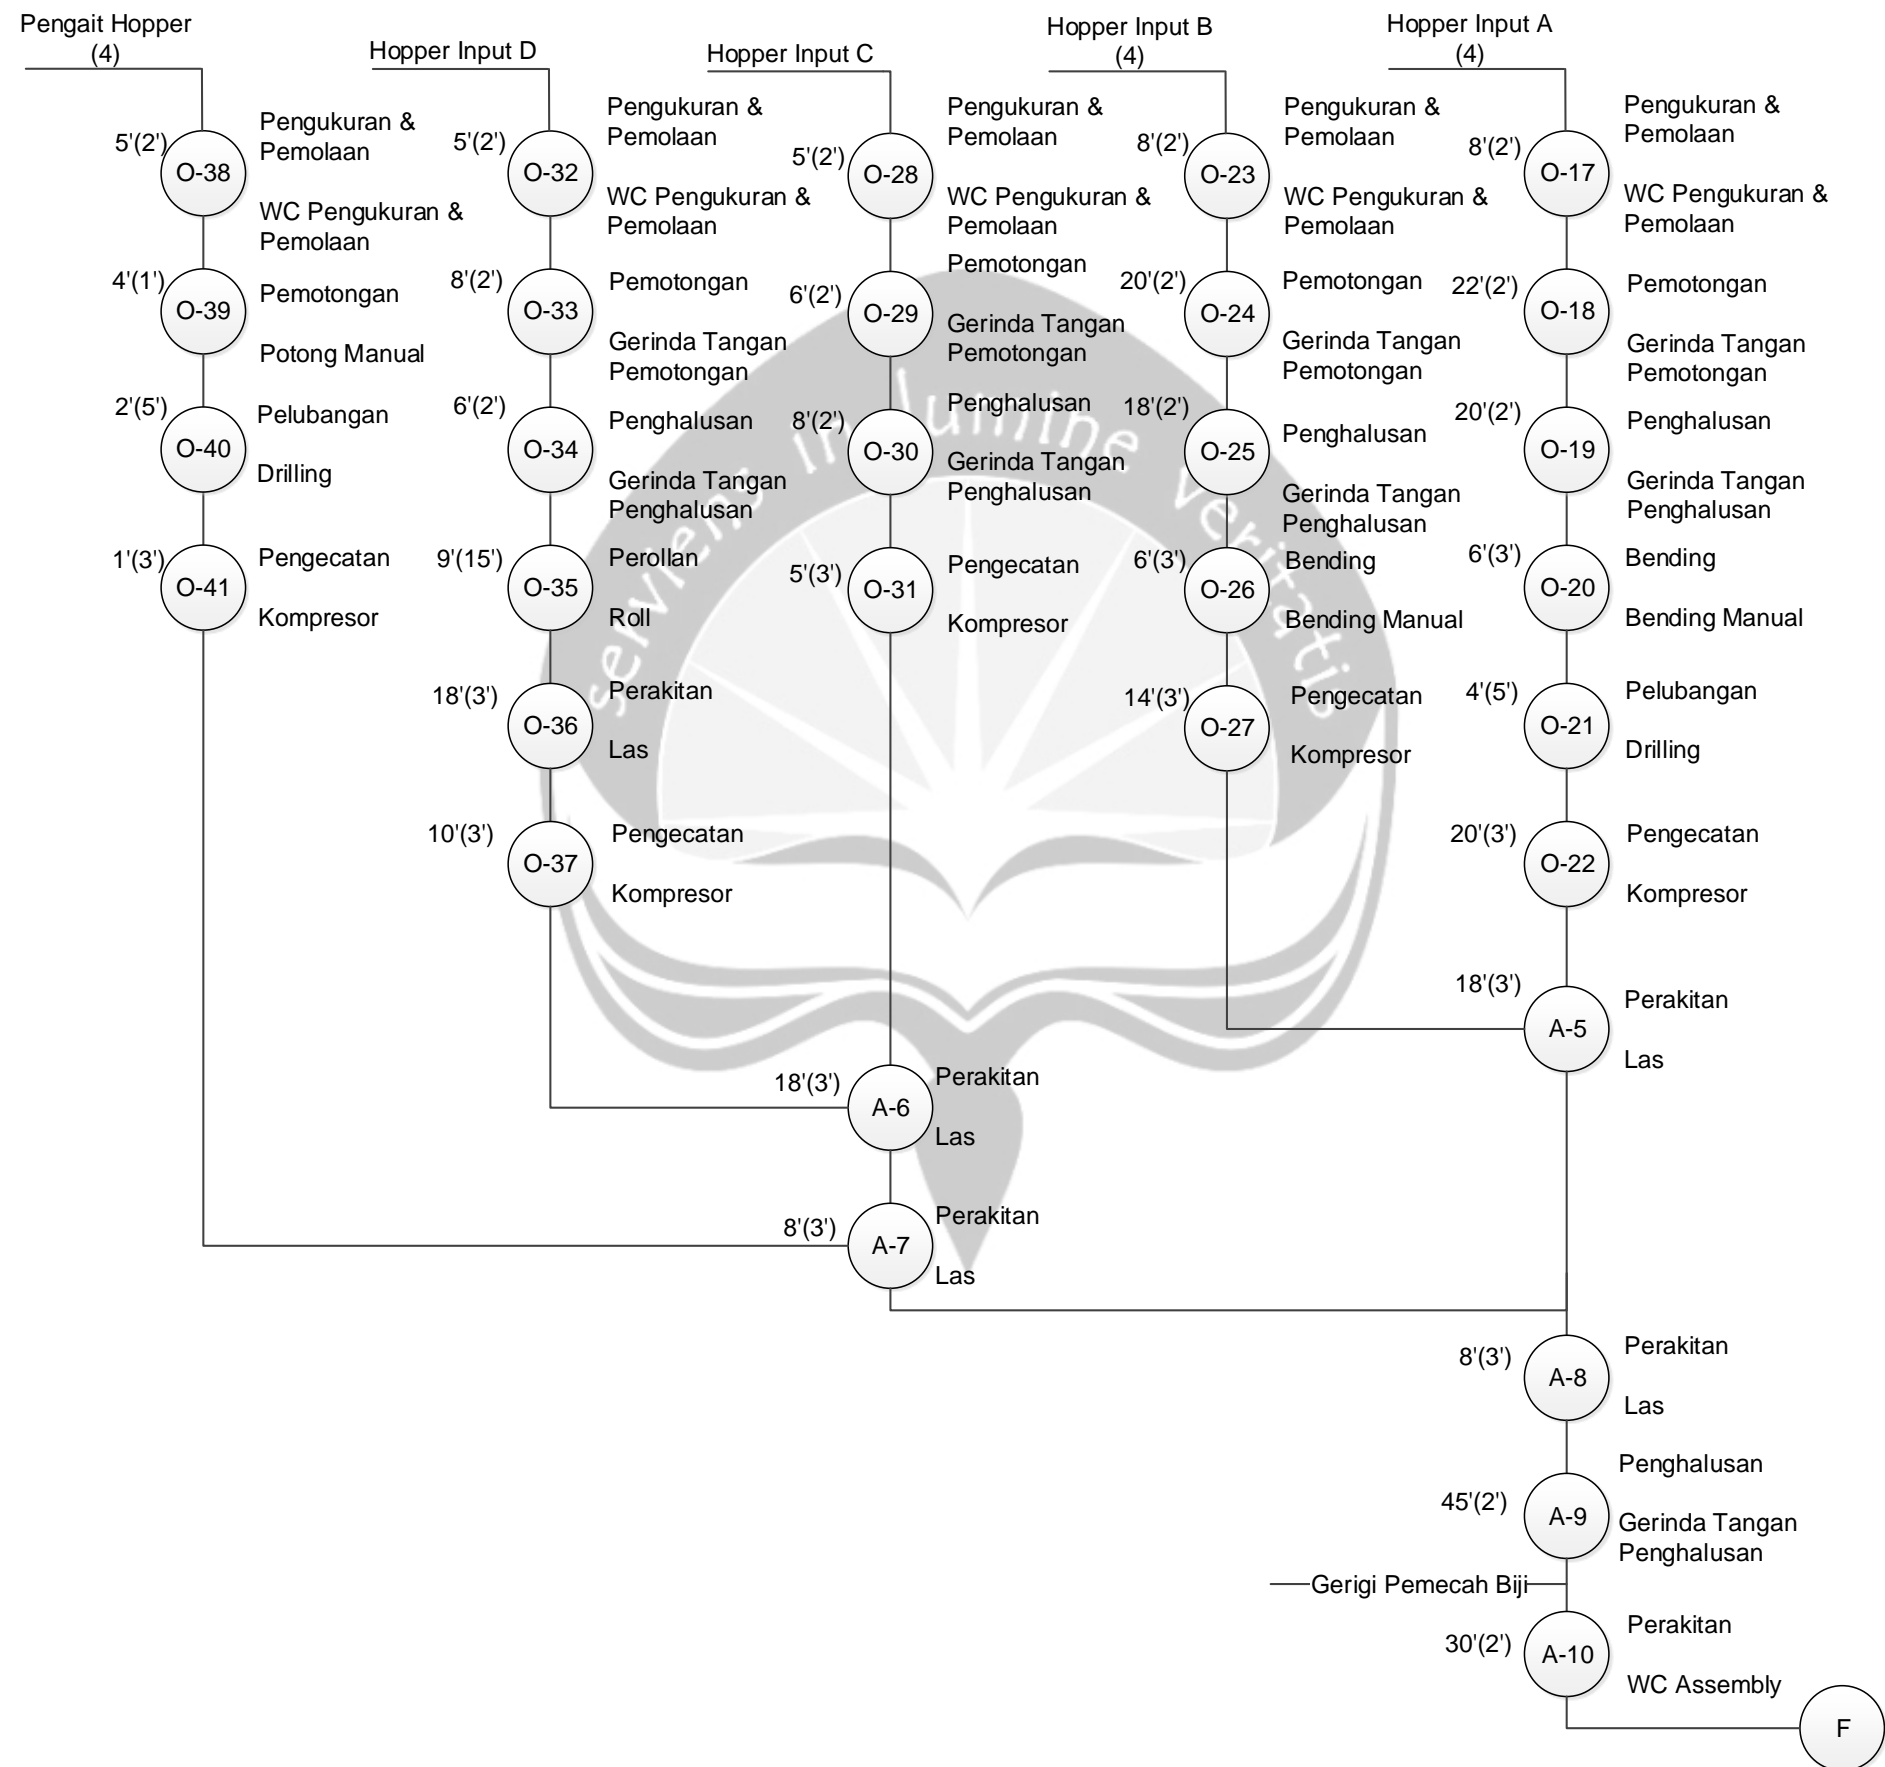 Pengait Hopper
(4)
5'(2')
O-38
Pengukuran &
Pemolaan
WC Pengukuran &
Pemolaan
4'(1')
O-39
Pemotongan
Potong Manual
2'(5')
O-40
Pelubangan
Drilling
1'(3')
O-41
Pengecatan
Kompresor
Hopper Input D
5'(2')
O-32
Pengukuran &
Pemolaan
WC Pengukuran &
Pemolaan
8'(2')
O-33
Pemotongan
Gerinda Tangan
Pemotongan
6'(2')
O-34
Penghalusan
Gerinda Tangan
Penghalusan
9'(15')
O-35
Perollan
Roll
18'(3')
O-36
Perakitan
Las
10'(3')
O-37
Pengecatan
Kompresor
Hopper Input C
5'(2')
O-28
Pengukuran &
Pemolaan
WC Pengukuran &
Pemolaan
6'(2')
O-29
Pemotongan
Gerinda Tangan
Pemotongan
8'(2')
O-30
Penghalusan
Gerinda Tangan
Penghalusan
5'(3')
O-31
Pengecatan
Kompresor
18'(3')
A-6
Perakitan
Las
8'(3')
A-7
Perakitan
Las
Hopper Input B
(4)
8'(2')
O-23
Pengukuran &
Pemolaan
WC Pengukuran &
Pemolaan
20'(2')
O-24
Pemotongan
Gerinda Tangan
Pemotongan
18'(2')
O-25
Penghalusan
Gerinda Tangan
Penghalusan
6'(3')
O-26
Bending
Bending Manual
14'(3')
O-27
Pengecatan
Kompresor
Hopper Input A
(4)
8'(2')
O-17
Pengukuran &
Pemolaan
WC Pengukuran &
Pemolaan
22'(2')
O-18
Pemotongan
Gerinda Tangan
Pemotongan
20'(2')
O-19
Penghalusan
Gerinda Tangan
Penghalusan
6'(3')
O-20
Bending
Bending Manual
4'(5')
O-21
Pelubangan
Drilling
20'(3')
O-22
Pengecatan
Kompresor
18'(3')
A-5
Perakitan
Las
8'(3')
A-8
Perakitan
Las
45'(2')
A-9
Penghalusan
Gerinda Tangan
Penghalusan
Gerigi Pemecah Biji
30'(2')
A-10
Perakitan
WC Assembly
F
serviens in lumine veritatis